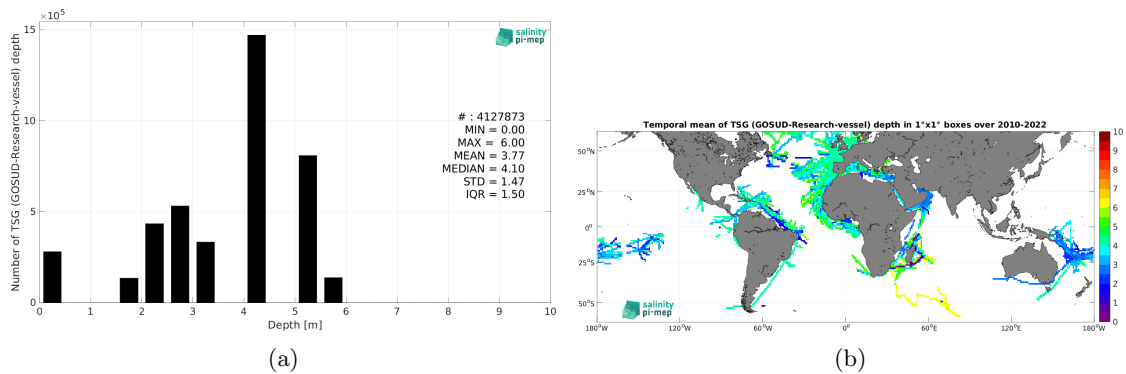 ×10⁵
15
10
5
0
Number of TSG (GOSUD-Research-vessel) depth
salinity
pi-mep
# : 4127873
MIN = 0.00
MAX = 6.00
MEAN = 3.77
MEDIAN = 4.10
STD = 1.47
IQR = 1.50
0 1 2 3 4 5 6 7 8 9 10
Depth [m]
(a)
Temporal mean of TSG (GOSUD-Research-vessel) depth in 1°x1° boxes over 2010-2022
50°N
25°N
0°
25°S
50°S
salinity
pi-mep
180°W 120°W 60°W 0° 60°E 120°E 180°W
10
9
8
7
6
5
4
3
2
1
0
(b)